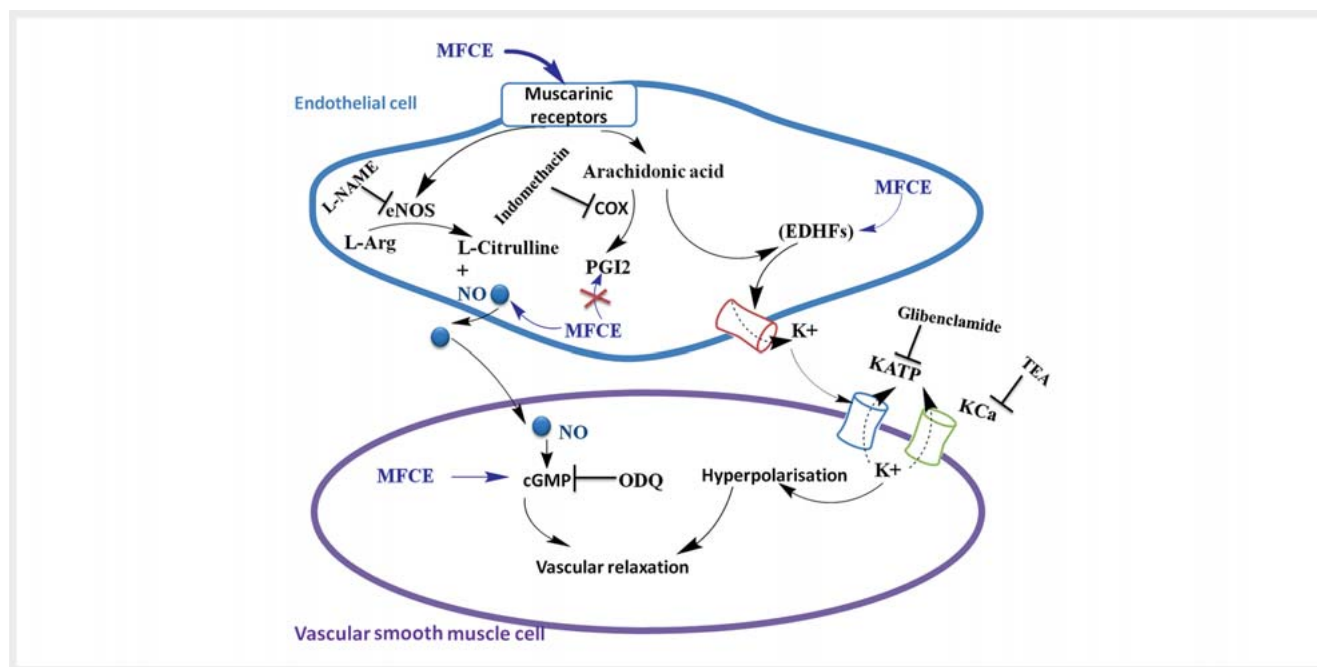 MFCE
Endothelial cell
Muscarinic
receptors
L-NAME
Indomethacin
Arachidonic acid
MFCE
eNOS
COX
L-Arg
L-Citrulline
+
NO
(EDHFs)
PGI2
MFCE
K+
Glibenclamide
KATP
TEA
KCa
NO
MFCE
cGMP
ODQ
Hyperpolarisation
K+
Vascular relaxation
Vascular smooth muscle cell